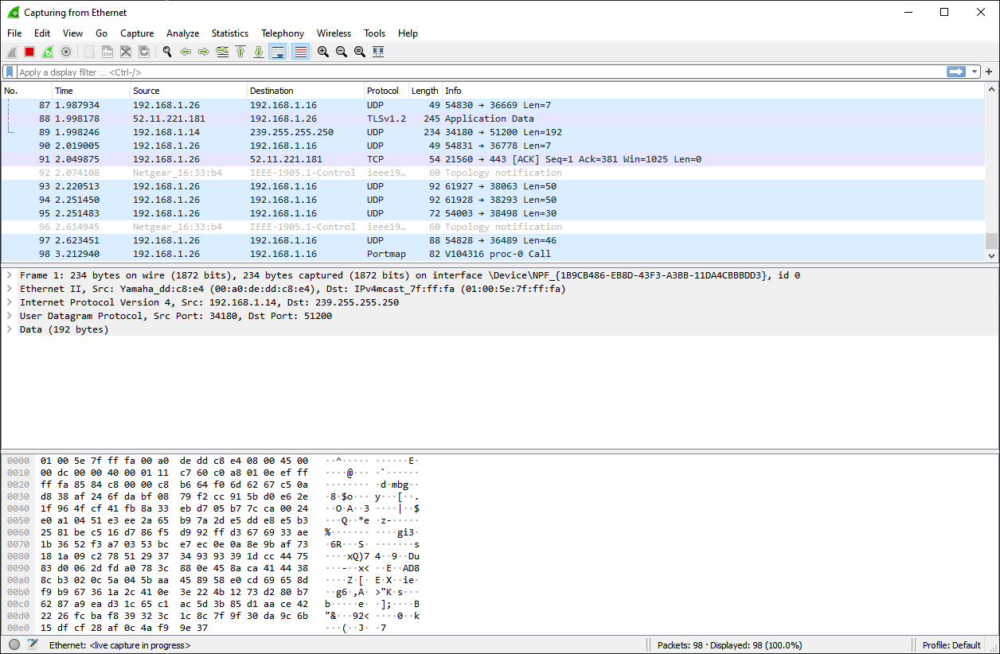 Capturing from Ethernet
File Edit View Go Capture Analyze Statistics Telephony Wireless Tools Help
Apply a display filter ... <Ctrl-/>
No. Time Source Destination Protocol Length Info
87 1.987934 192.168.1.26 192.168.1.16 UDP 49 54830 → 36669 Len=7
88 1.998178 52.11.221.181 192.168.1.26 TLSv1.2 245 Application Data
89 1.998246 192.168.1.14 239.255.255.250 UDP 234 34180 → 51200 Len=192
90 2.019005 192.168.1.26 192.168.1.16 UDP 49 54831 → 36778 Len=7
91 2.049875 192.168.1.26 52.11.221.181 TCP 54 21560 → 443 [ACK] Seq=1 Ack=381 Win=1025 Len=0
92 2.074108 Netgear_16:33:b4 IEEE-1905.1-Control ieee19… 60 Topology notification
93 2.220513 192.168.1.26 192.168.1.16 UDP 92 61927 → 38063 Len=50
94 2.251450 192.168.1.26 192.168.1.16 UDP 92 61928 → 38293 Len=50
95 2.251483 192.168.1.26 192.168.1.16 UDP 72 54003 → 38498 Len=30
96 2.614945 Netgear_16:33:b4 IEEE-1905.1-Control ieee19… 60 Topology notification
97 2.623451 192.168.1.26 192.168.1.16 UDP 88 54828 → 36489 Len=46
98 3.212940 192.168.1.26 192.168.1.16 Portmap 82 V104316 proc-0 Call
Frame 1: 234 bytes on wire (1872 bits), 234 bytes captured (1872 bits) on interface \Device\NPF_{1B9CB486-EB8D-43F3-A3BB-11DA4CBBBDD3}, id 0
Ethernet II, Src: Yamaha_dd:c8:e4 (00:a0:de:dd:c8:e4), Dst: IPv4mcast_7f:ff:fa (01:00:5e:7f:ff:fa)
Internet Protocol Version 4, Src: 192.168.1.14, Dst: 239.255.255.250
User Datagram Protocol, Src Port: 34180, Dst Port: 51200
Data (192 bytes)
0000 01 00 5e 7f ff fa 00 a0 de dd c8 e4 08 00 45 00 ··^····· ······E·
0010 00 dc 00 00 40 00 01 11 c7 60 c0 a8 01 0e ef ff ····@··· ·`······
0020 ff fa 85 84 c8 00 00 c8 b6 64 f0 6d 62 67 c5 0a ········ ·d·mbg··
0030 d8 38 af 24 6f da bf 08 79 f2 cc 91 5b d0 e6 2e ·8·$o··· y···[··.
0040 1f 96 4f cf 41 fb 8a 33 eb d7 05 b7 7c ca 00 24 ··O·A··3 ····|··$
0050 e0 a1 04 51 e3 ee 2a 65 b9 7a 2d e5 dd e8 e5 b3 ···Q··*e ·z-·····
0060 25 81 be c5 16 d7 86 f5 d9 92 ff d3 67 69 33 ae %······· ····gi3·
0070 1b 36 52 f3 a7 03 53 bc e7 ec 0e 0a 8e 9b af 73 ·6R···S· ·······s
0080 18 1a 09 c2 78 51 29 37 34 93 93 39 1d cc 44 75 ····xQ)7 4··9··Du
0090 83 d0 06 2d fd a0 78 3c 88 0e 45 8a ca 41 44 38 ···-··x< ··E··AD8
00a0 8c b3 02 0c 5a 04 5b aa 45 89 58 e0 cd 69 65 8d ····Z·[· E·X··ie·
00b0 f9 b9 67 36 1a 2c 41 0e 3e 22 4b 12 73 d2 80 b7 ··g6·,A· >"K·s···
00c0 62 87 a9 ea d3 1c 65 c1 ac 5d 3b 85 d1 aa ce 42 b·····e· ·];····B
00d0 22 26 fc ba f8 39 32 3c 1c 8c 7f 9f 30 da 9c 6b "&···92< ····0··k
00e0 15 df cf 28 af 0c 4a f9 9e 37 ···(··J· ·7
Ethernet: <live capture in progress> Packets: 98 · Displayed: 98 (100.0%) Profile: Default